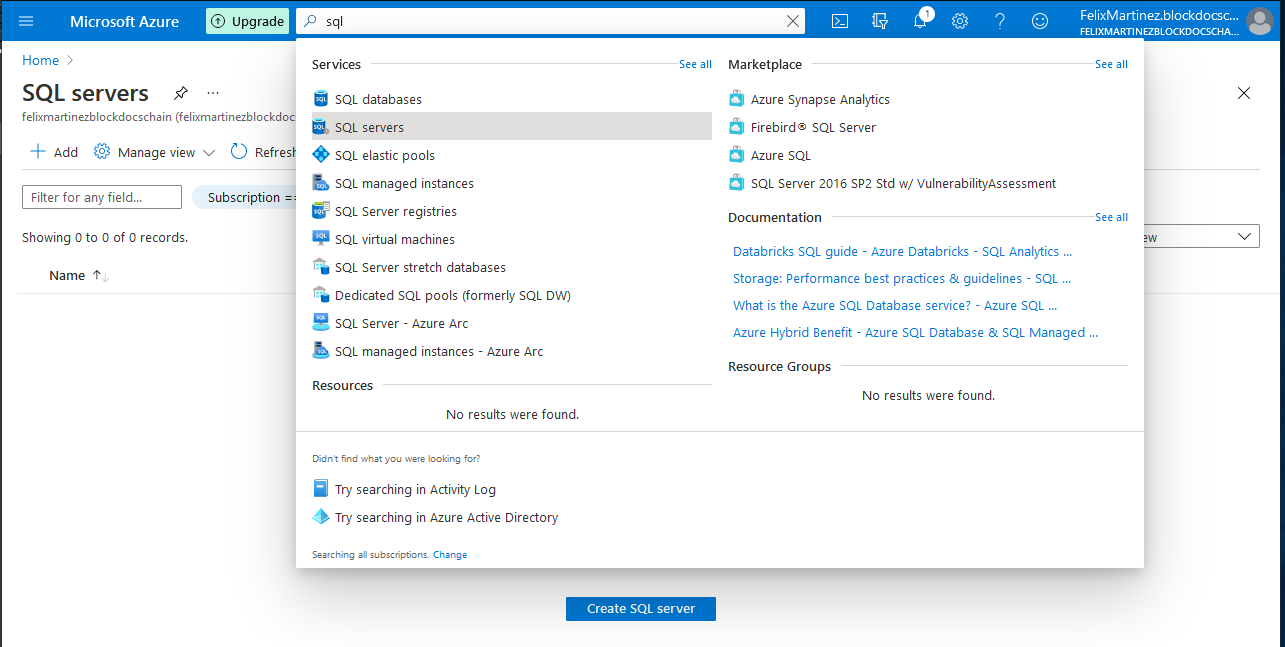 Microsoft Azure
Upgrade
sql
1
FelixMartinez.blockdocsc...
FELIXMARTINEZBLOCKDOCSCHA...
Home
SQL servers
...
felixmartinezblockdocschain (felixmartinezblockdoc
Add
Manage view
Refresh
Filter for any field...
Subscription ==
Showing 0 to 0 of 0 records.
Name
Services
See all
SQL databases
SQL servers
SQL elastic pools
SQL managed instances
SQL Server registries
SQL virtual machines
SQL Server stretch databases
Dedicated SQL pools (formerly SQL DW)
SQL Server - Azure Arc
SQL managed instances - Azure Arc
Resources
No results were found.
Marketplace
See all
Azure Synapse Analytics
Firebird® SQL Server
Azure SQL
SQL Server 2016 SP2 Std w/ VulnerabilityAssessment
Documentation
See all
Databricks SQL guide - Azure Databricks - SQL Analytics ...
Storage: Performance best practices & guidelines - SQL ...
What is the Azure SQL Database service? - Azure SQL ...
Azure Hybrid Benefit - Azure SQL Database & SQL Managed ...
Resource Groups
No results were found.
Didn't find what you were looking for?
Try searching in Activity Log
Try searching in Azure Active Directory
Searching all subscriptions. Change
Create SQL server